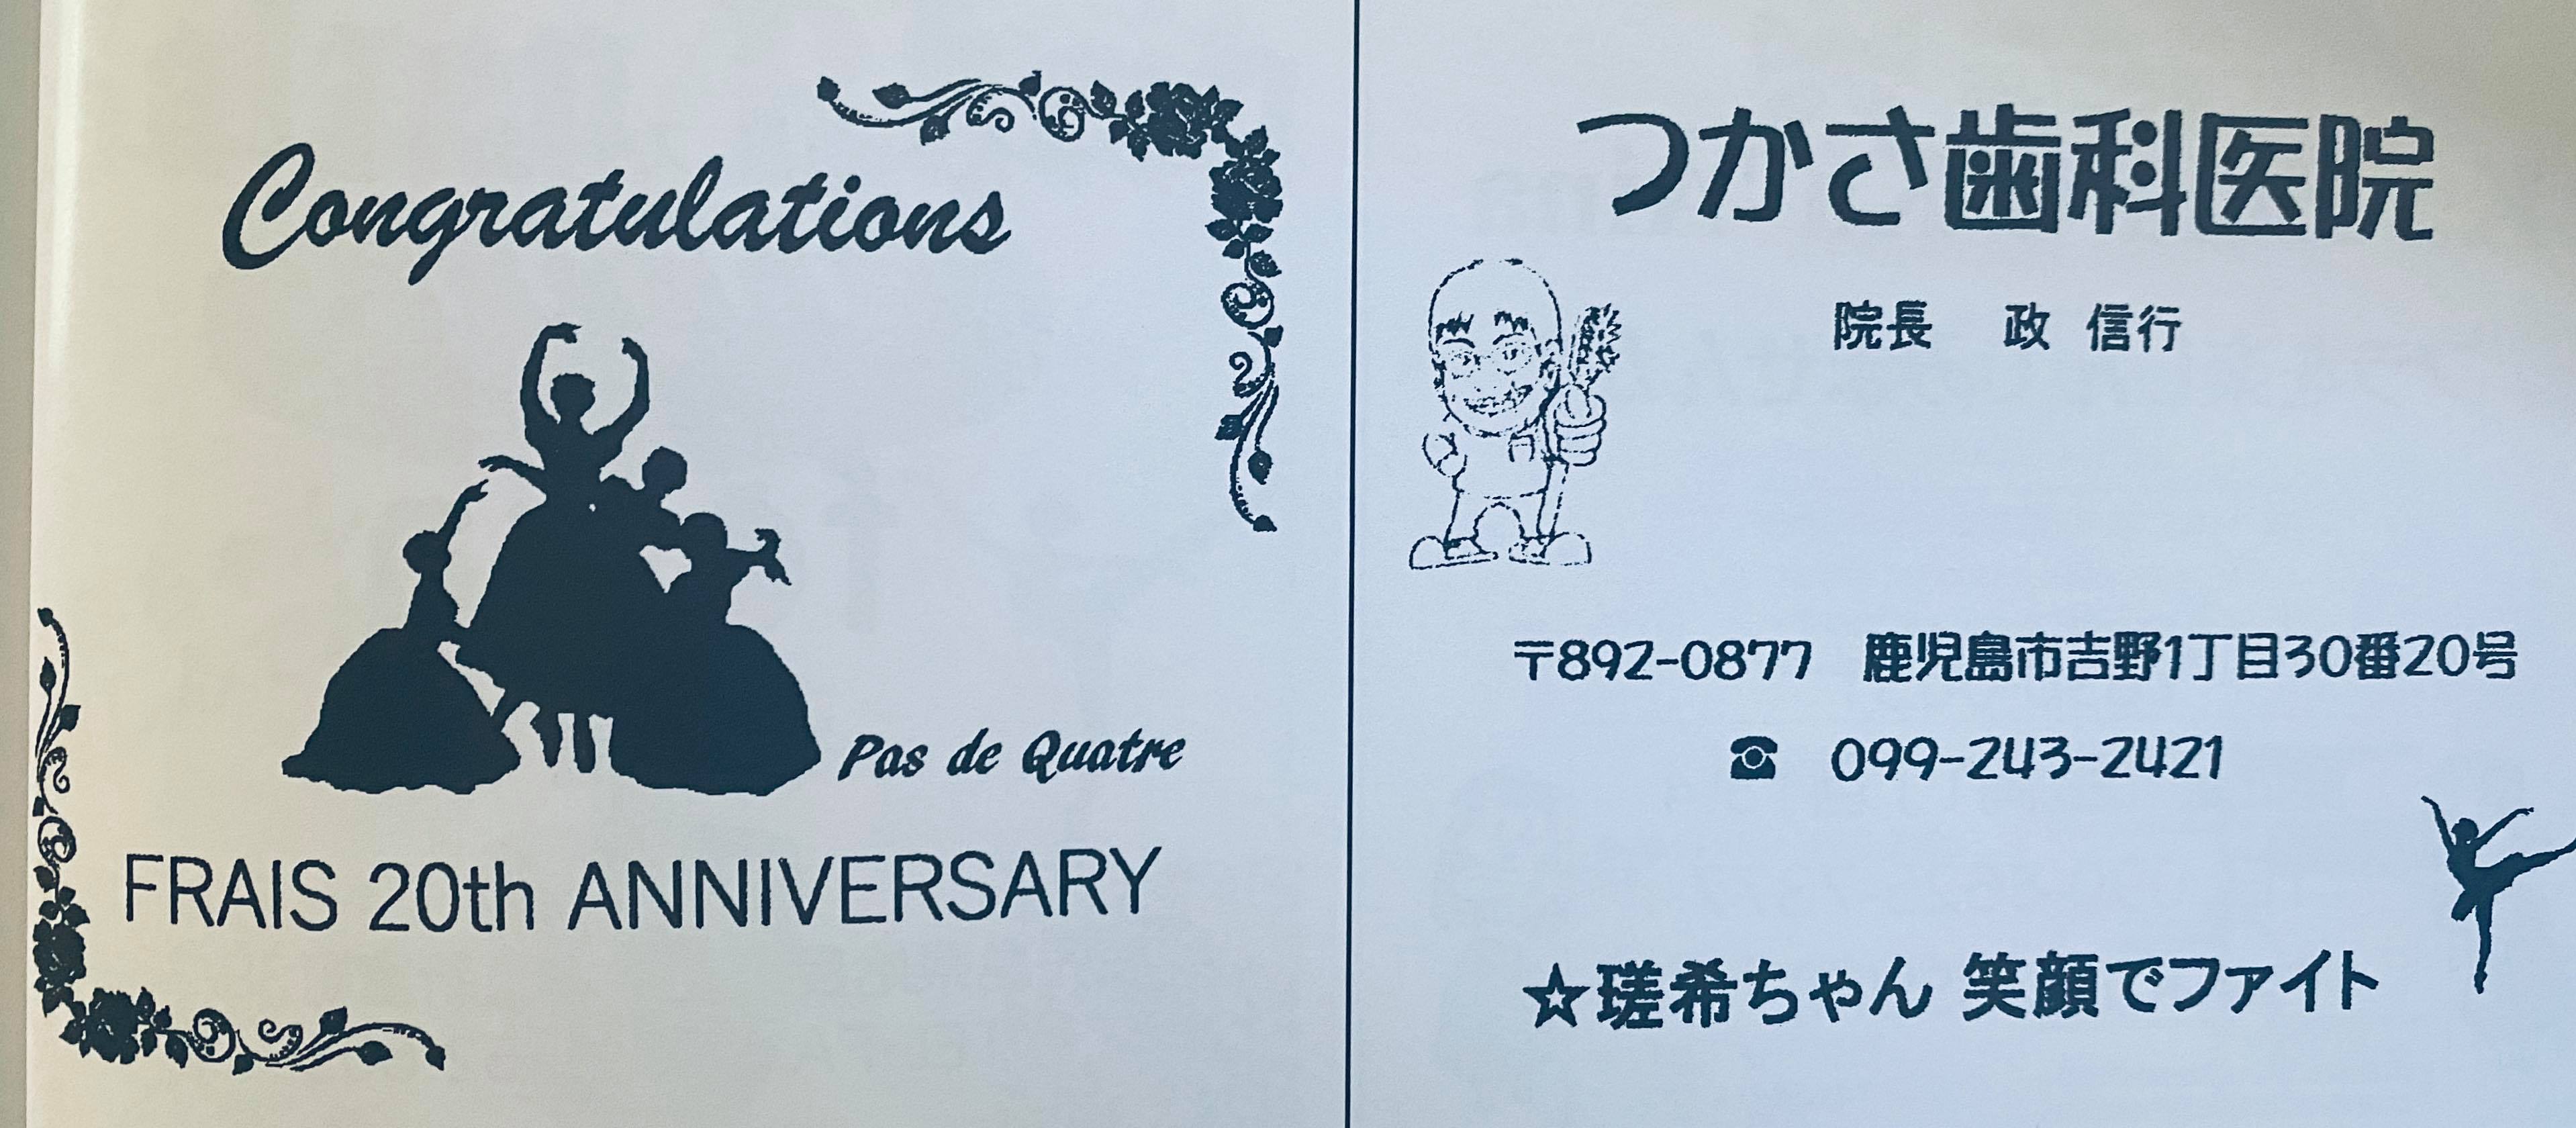 Congratulations
Pas de Quatre
FRAIS 20th ANNIVERSARY
つかさ歯科医院
院長 政 信行
〒892-0877 鹿児島市吉野1丁目30番20号
☎ 099-243-2421
☆瑳希ちゃん 笑顔でファイト